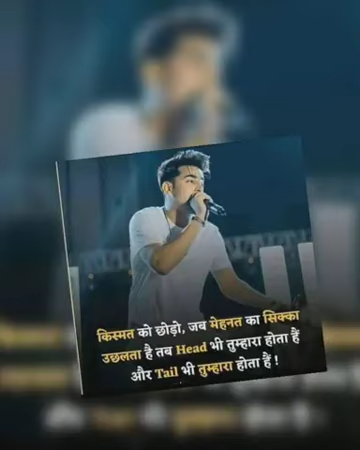 किस्मत को छोड़ो, जब मेहनत का सिक्का
उछलता है तब Head भी तुम्हारा होता हैं
और Tail भी तुम्हारा होता हैं !